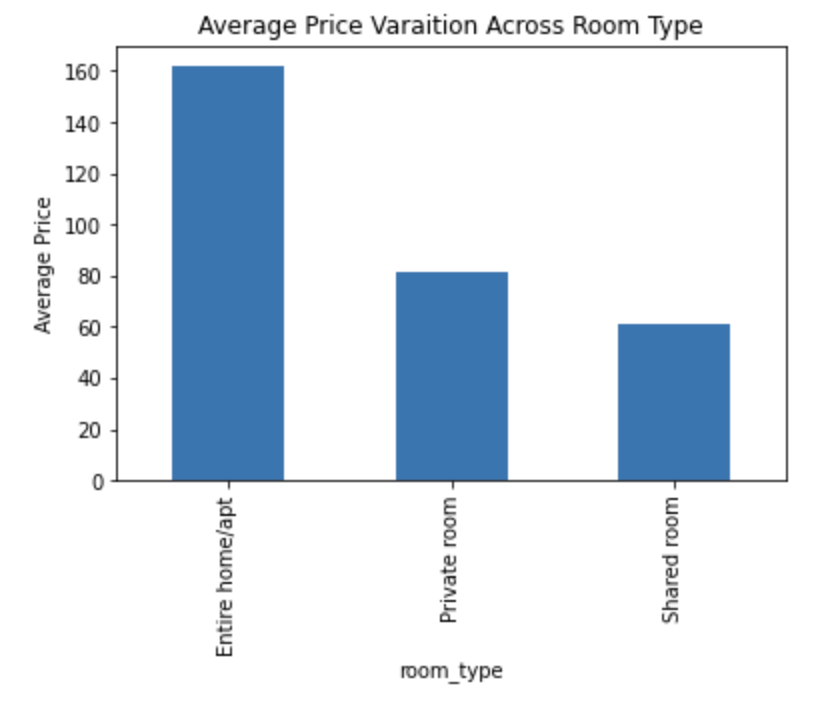 Average Price Varaition Across Room Type
Average Price
160
140
120
100
80
60
40
20
0
Entire home/apt
Private room
Shared room
room_type